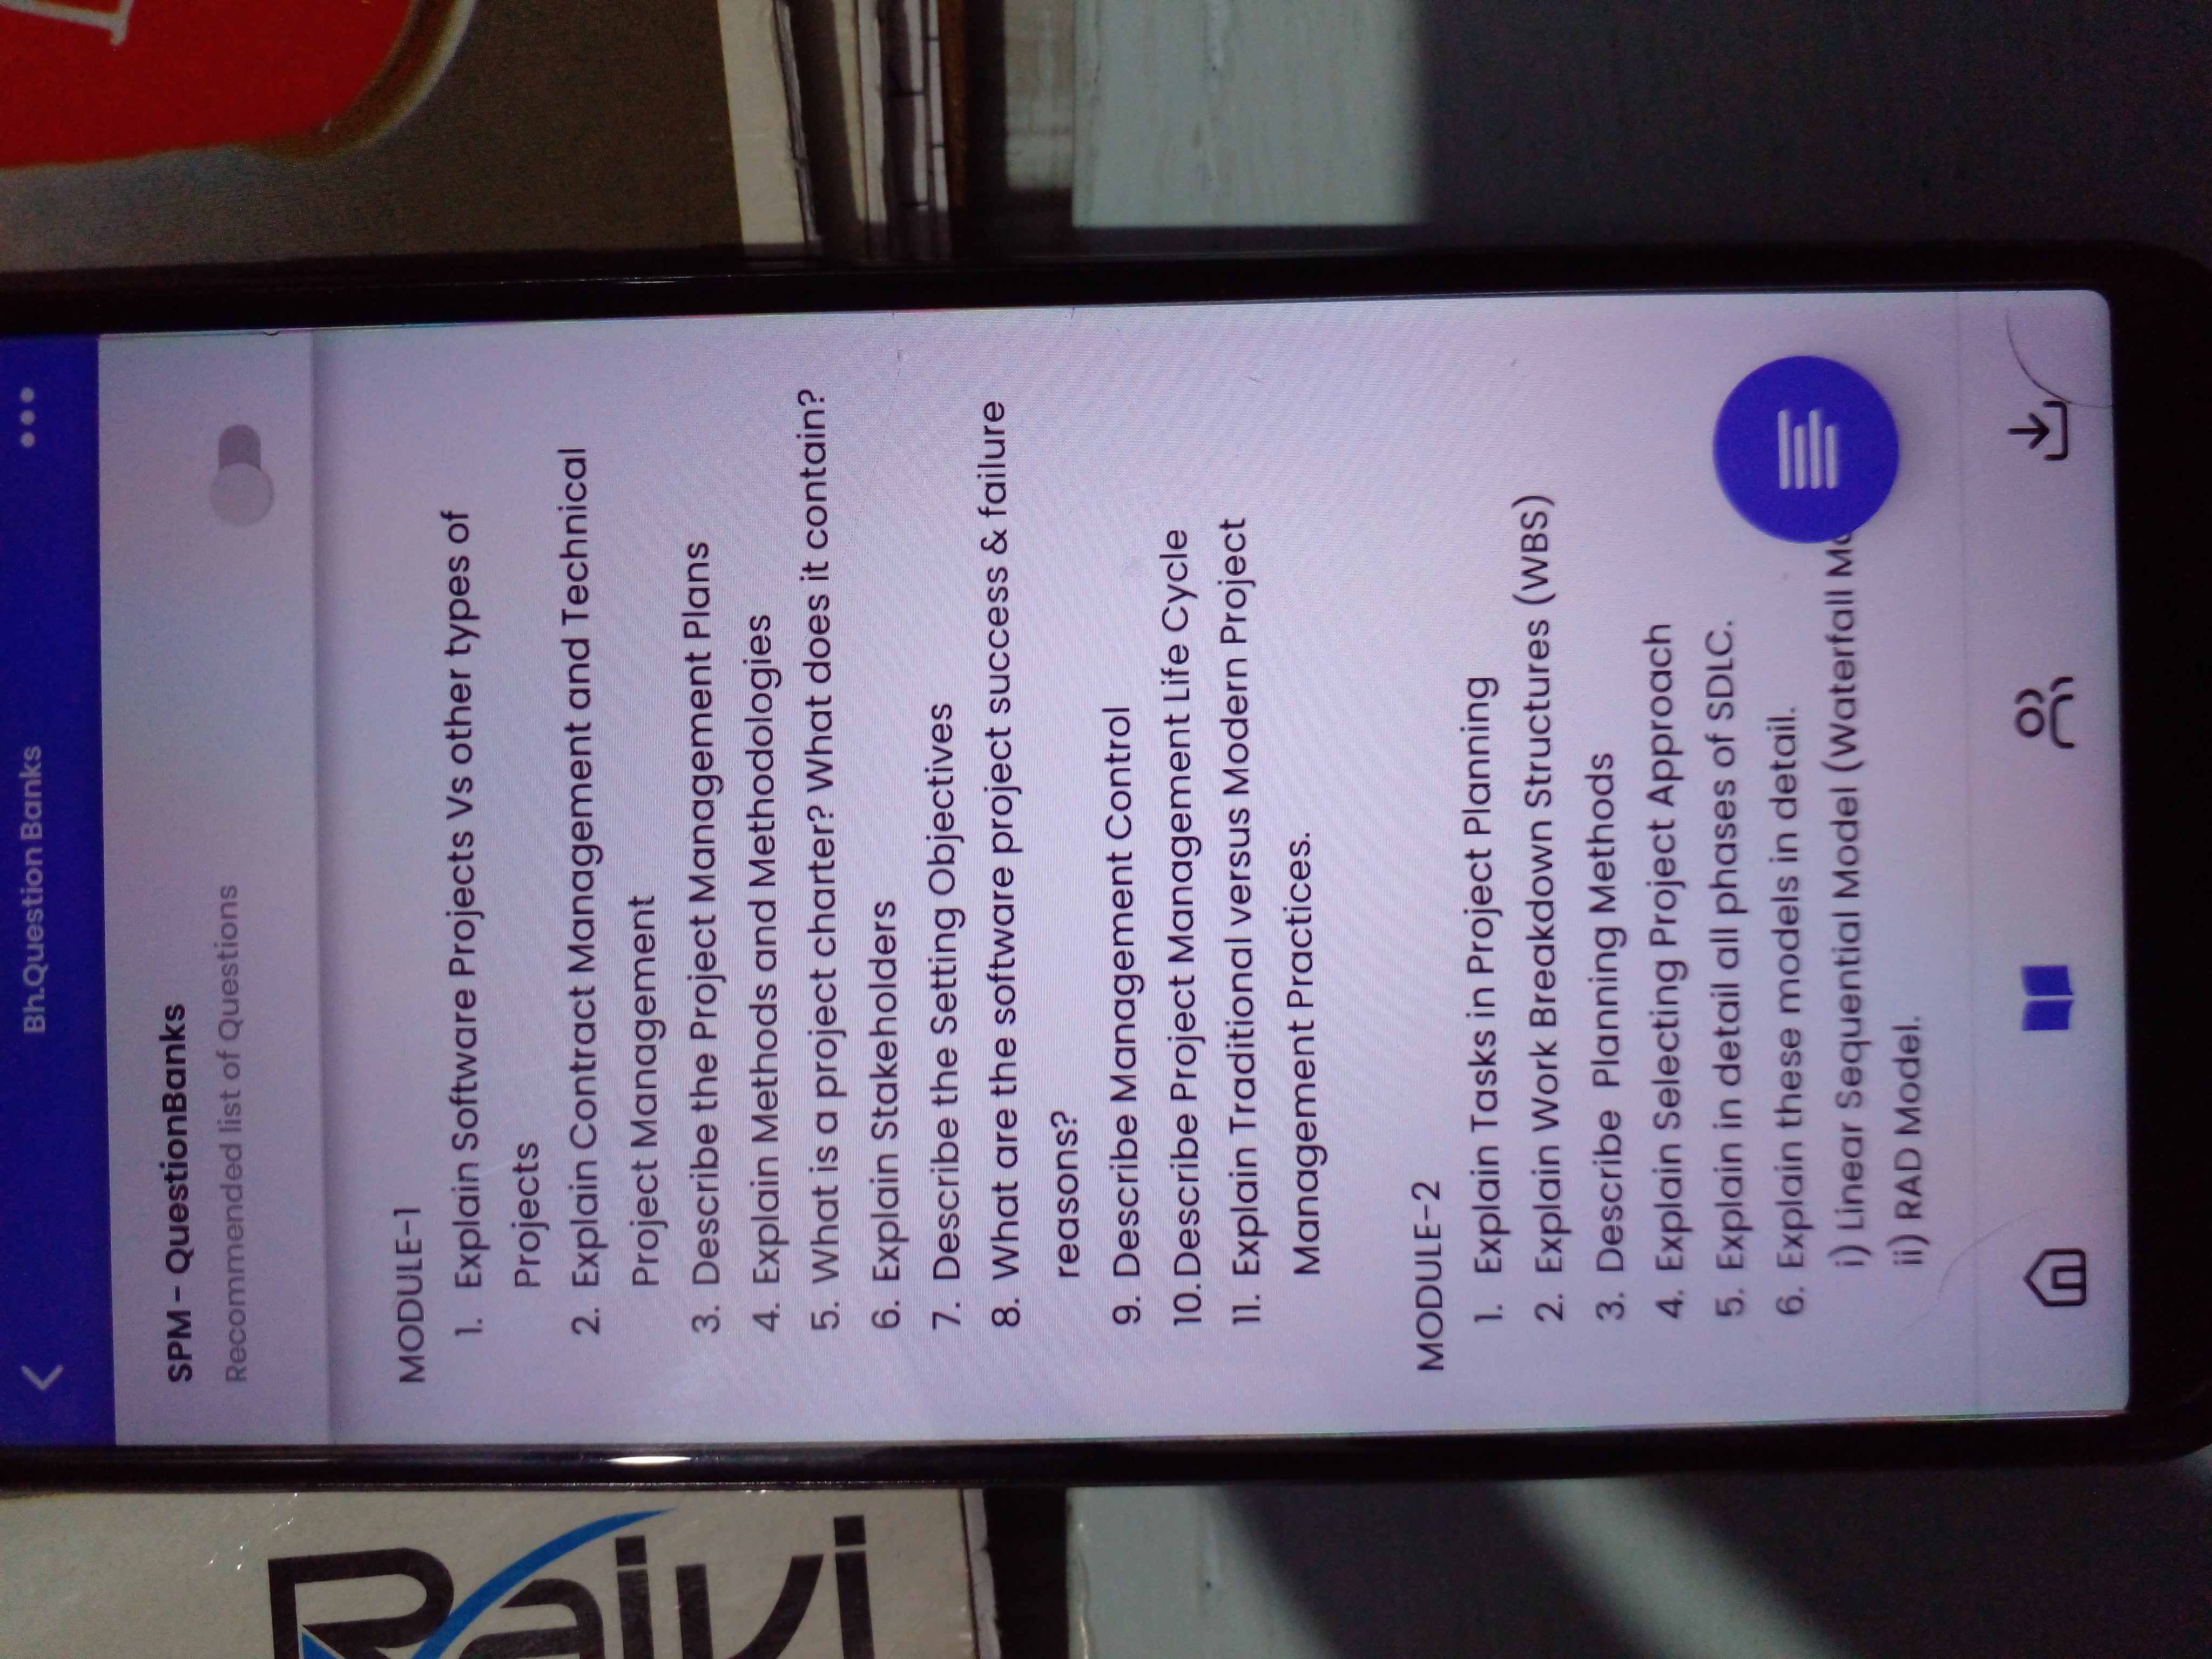 Bh.Question Banks
SPM - QuestionBanks
Recommended list of Questions
MODULE-1
1. Explain Software Projects Vs other types of
Projects
2. Explain Contract Management and Technical
Project Management
3. Describe the Project Management Plans
4. Explain Methods and Methodologies
5. What is a project charter? What does it contain?
6. Explain Stakeholders
7. Describe the Setting Objectives
8. What are the software project success & failure
reasons?
9. Describe Management Control
10. Describe Project Management Life Cycle
11. Explain Traditional versus Modern Project
Management Practices.
MODULE-2
1. Explain Tasks in Project Planning
2. Explain Work Breakdown Structures (WBS)
3. Describe  Planning Methods
4. Explain Selecting Project Approach
5. Explain in detail all phases of SDLC.
6. Explain these models in detail.
i) Linear Sequential Model (Waterfall
ii) RAD Model.